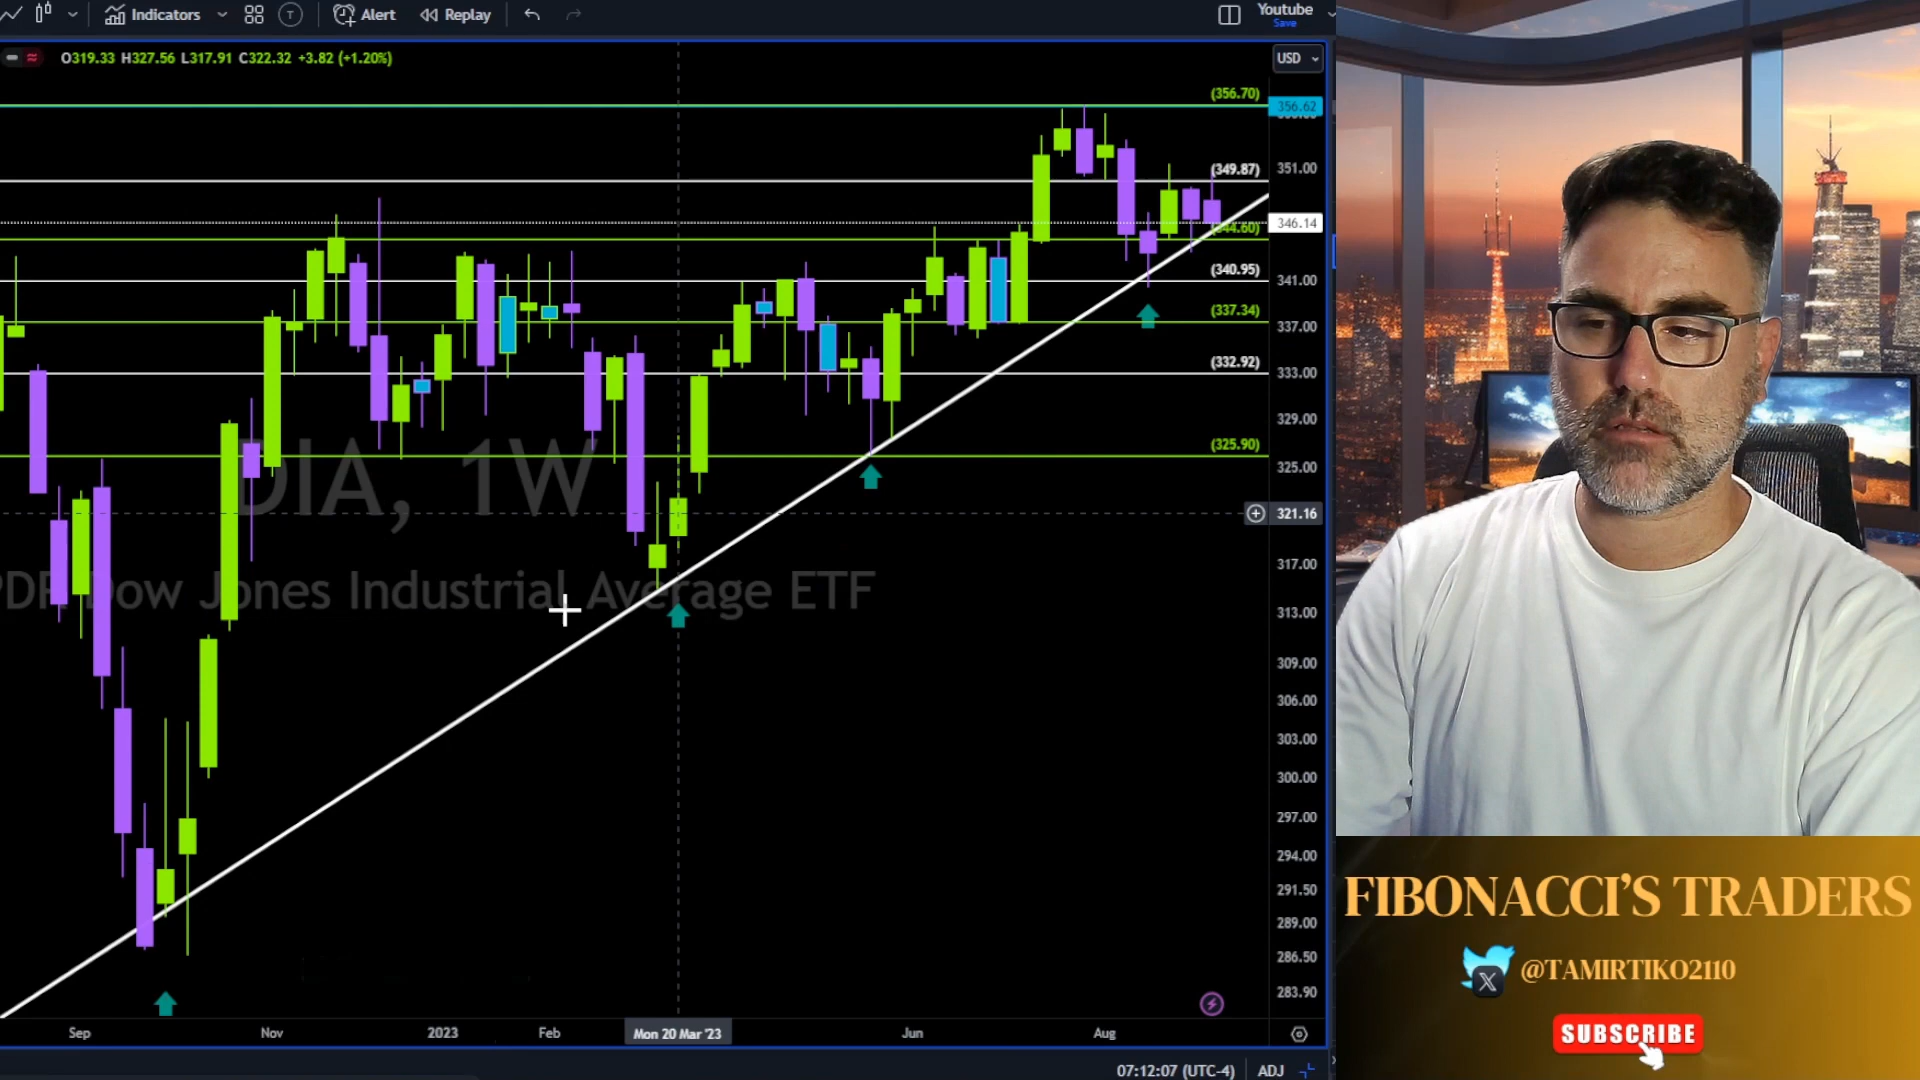 Indicators
T
Alert
Replay
Youtube
Save
O319.33 H327.56 L317.91 C322.32 +3.82 (+1.20%)
USD
(356.70)
356.62
(349.87)
351.00
346.14
44.60)
(340.95)
341.00
(337.34)
337.00
(332.92)
333.00
329.00
(325.90)
325.00
DIA, 1W
321.16
317.00
PDR Dow Jones Industrial Average ETF
313.00
309.00
306.00
303.00
300.00
297.00
294.00
291.50
289.00
286.50
283.90
Sep
Nov
2023
Feb
Mon 20 Mar '23
Jun
Aug
07:12:07 (UTC-4)
ADJ
FIBONACCI'S TRADERS
X
@TAMIRTIKO2110
SUBSCRIBE